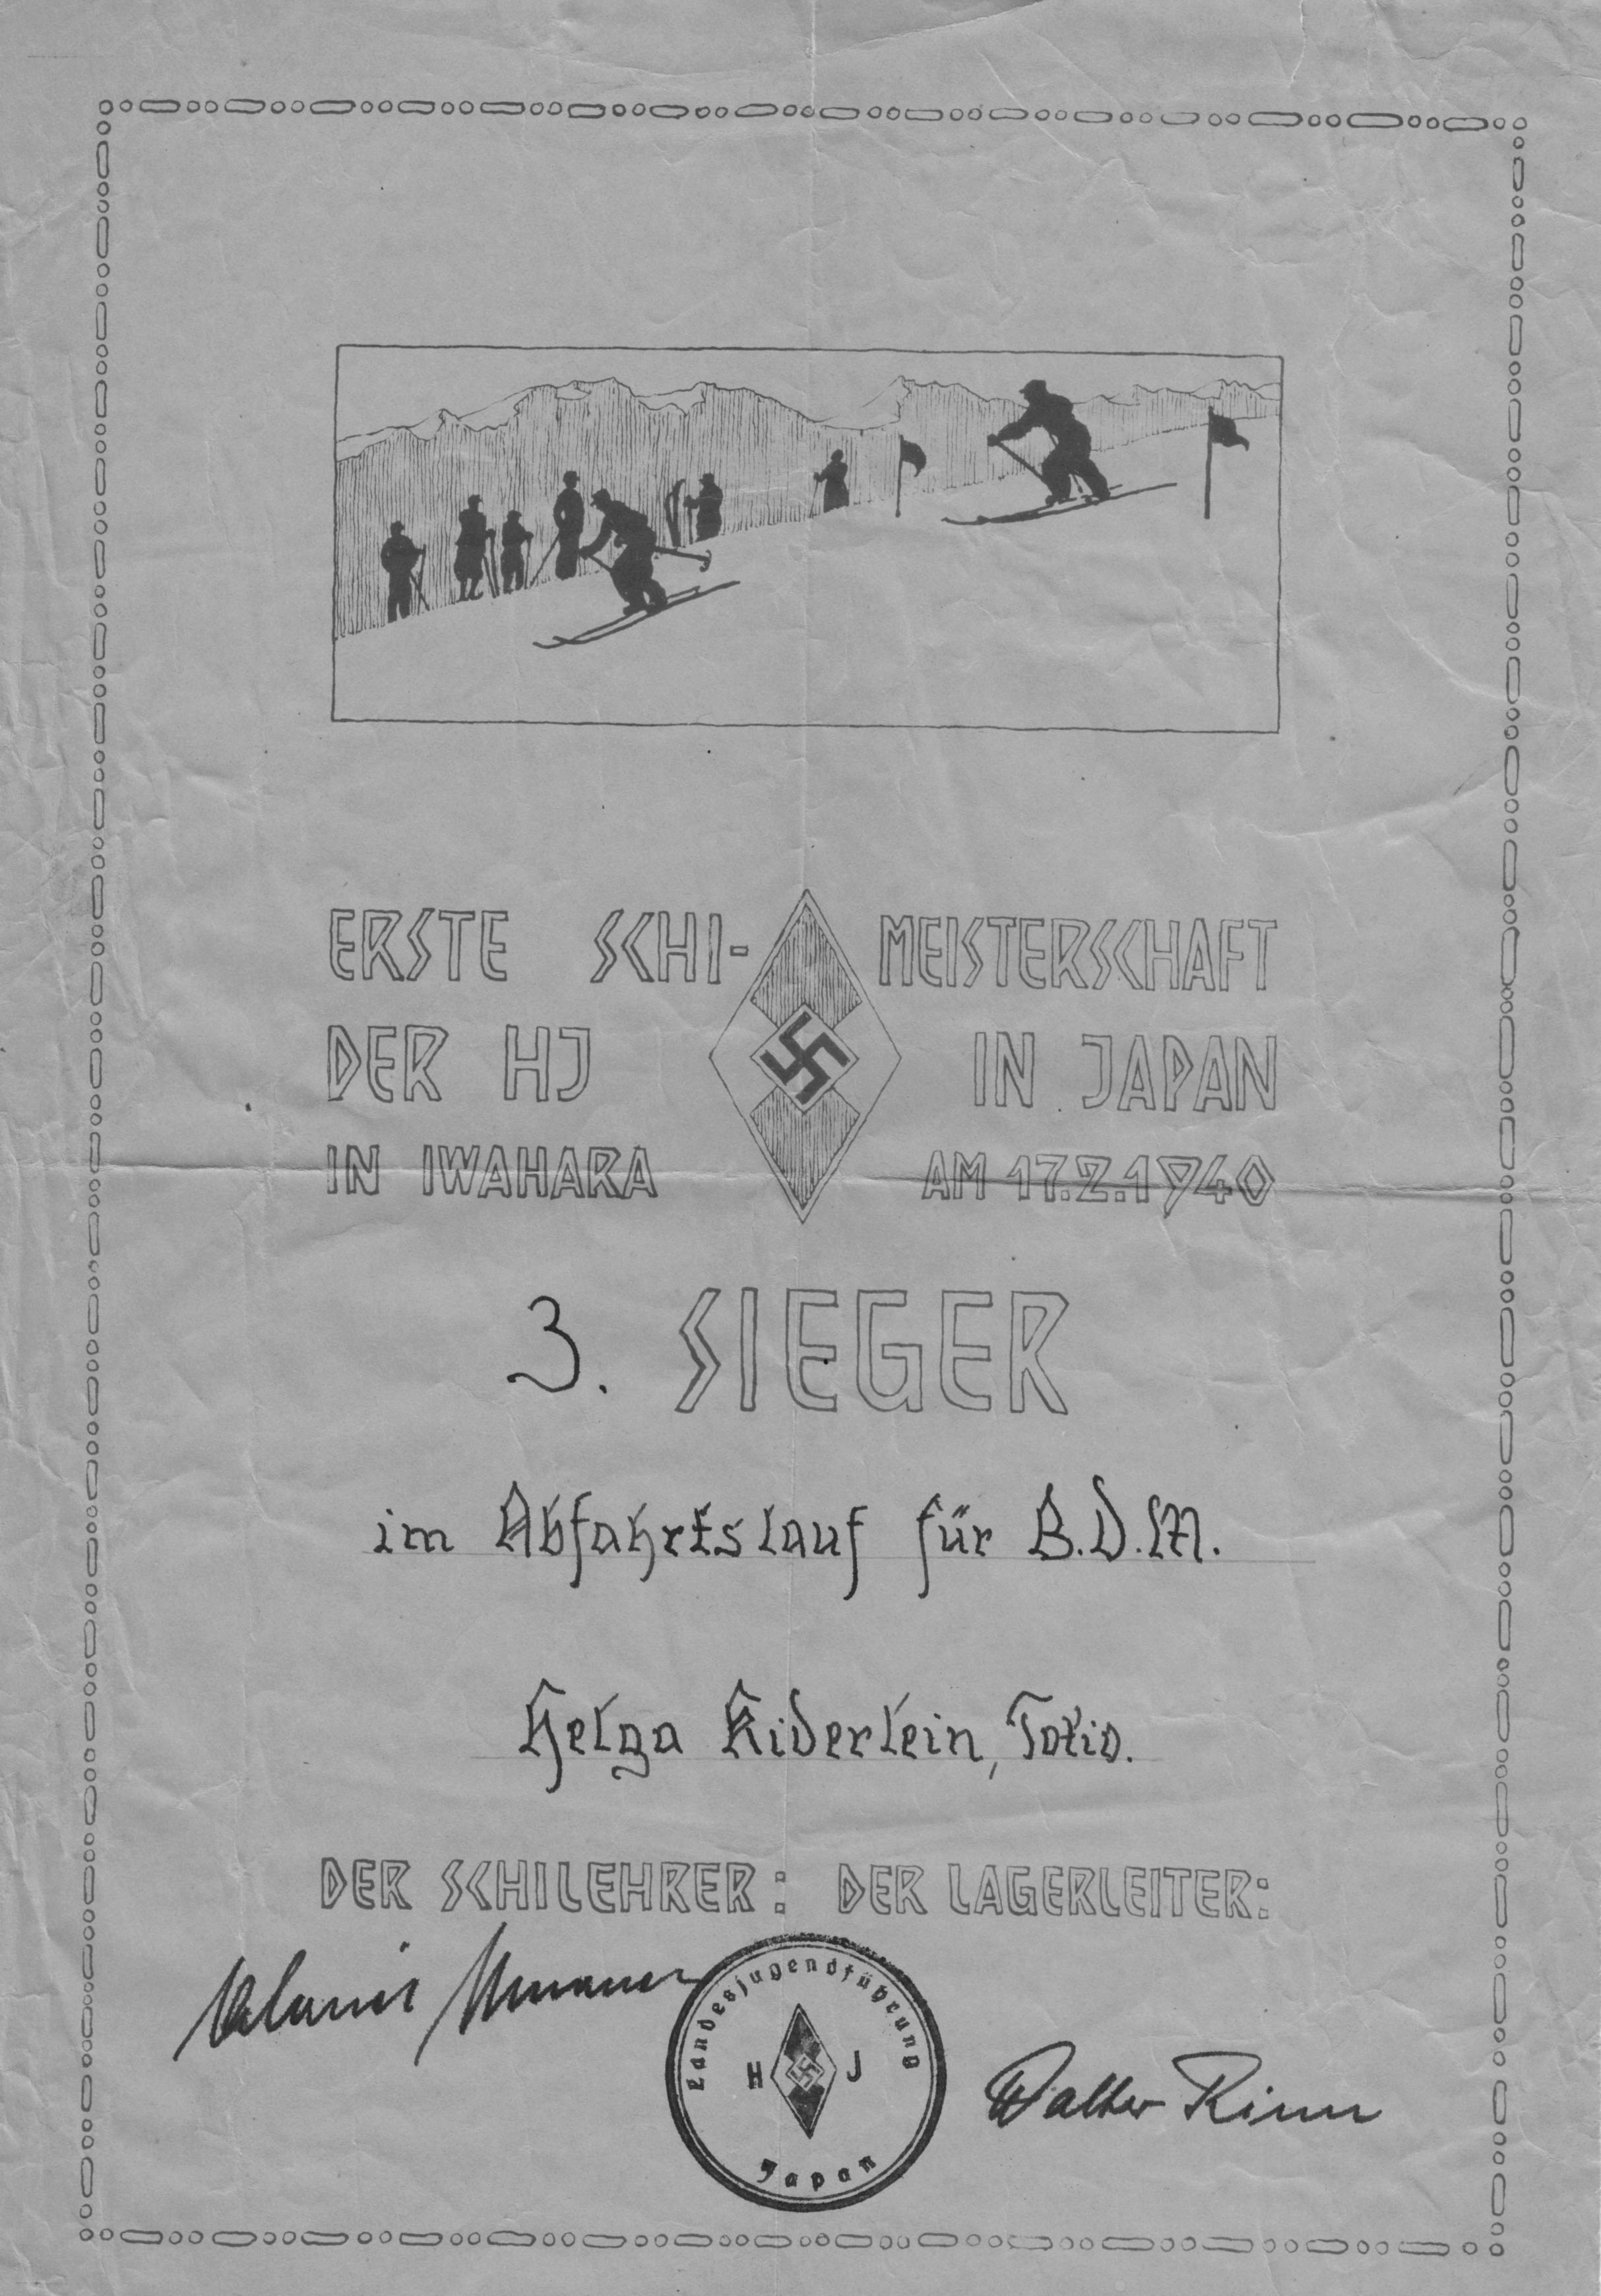 ERSTE SCHI-MEISTERSCHAFT
DER HJ IN JAPAN
IN IWAHARA AM 17.2.1940
3. SIEGER
im Abfahrtslauf für B.D.M.
Helga Kiderlein, Tokio.
DER SCHILEHRER: DER LAGERLEITER:
Landesjugendführung
H J
Japan
Walter Rinn